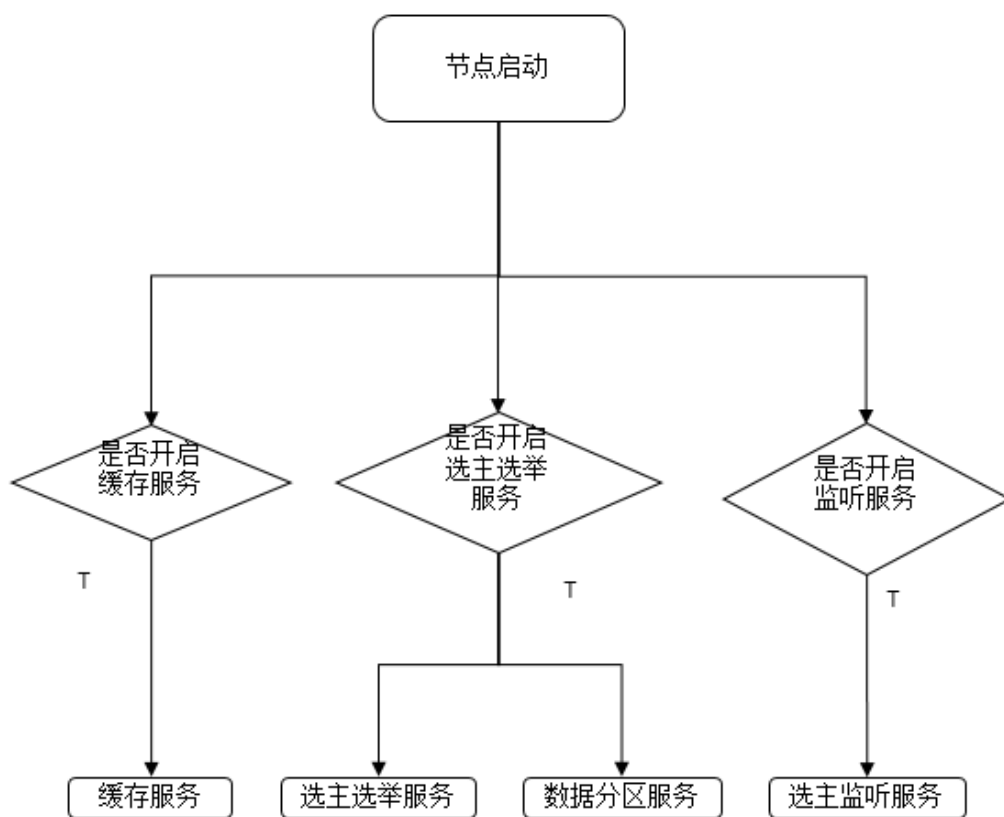 节点启动
是否开启
缓存服务
是否开启
选主选举
服务
是否开启
监听服务
T
T
T
缓存服务
选主选举服务
数据分区服务
选主监听服务